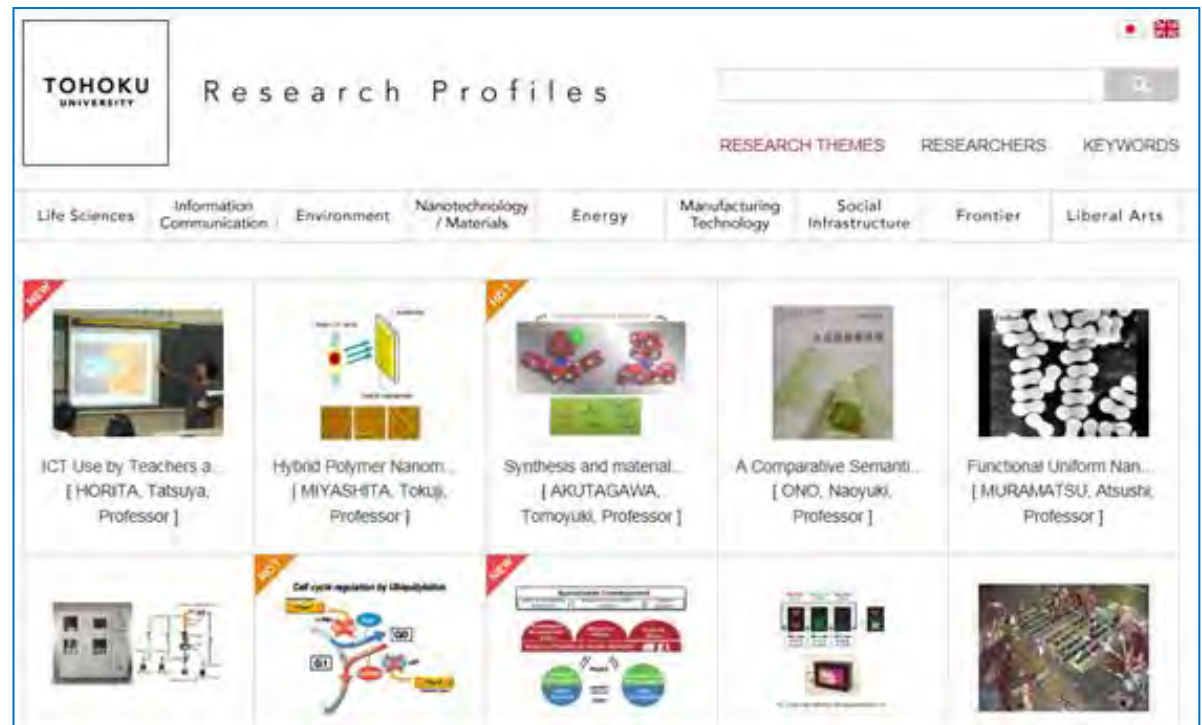 TOHOKU
UNIVERSITY
Research Profiles
RESEARCH THEMES RESEARCHERS KEYWORDS
Life Sciences
Information
Communication
Environment
Nanotechnology
/ Materials
Energy
Manufacturing
Technology
Social
Infrastructure
Frontier
Liberal Arts
NEW
HOT
ICT Use by Teachers a...
[ HORITA, Tatsuya,
Professor ]
Hybrid Polymer Nanom...
[ MIYASHITA, Tokuji,
Professor ]
Synthesis and material...
[ AKUTAGAWA,
Tomoyuki, Professor ]
A Comparative Semanti...
[ ONO, Naoyuki,
Professor ]
Functional Uniform Nan...
[ MURAMATSU, Atsushi,
Professor ]
HOT
Cell cycle regulation by Ubiquitylation
G0
G1
NEW
Sustainable Development